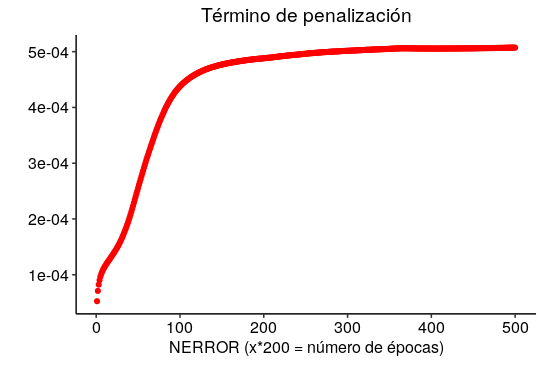 Término de penalización
5e-04
4e-04
3e-04
2e-04
1e-04
0 100 200 300 400 500
NERROR (x*200 = número de épocas)